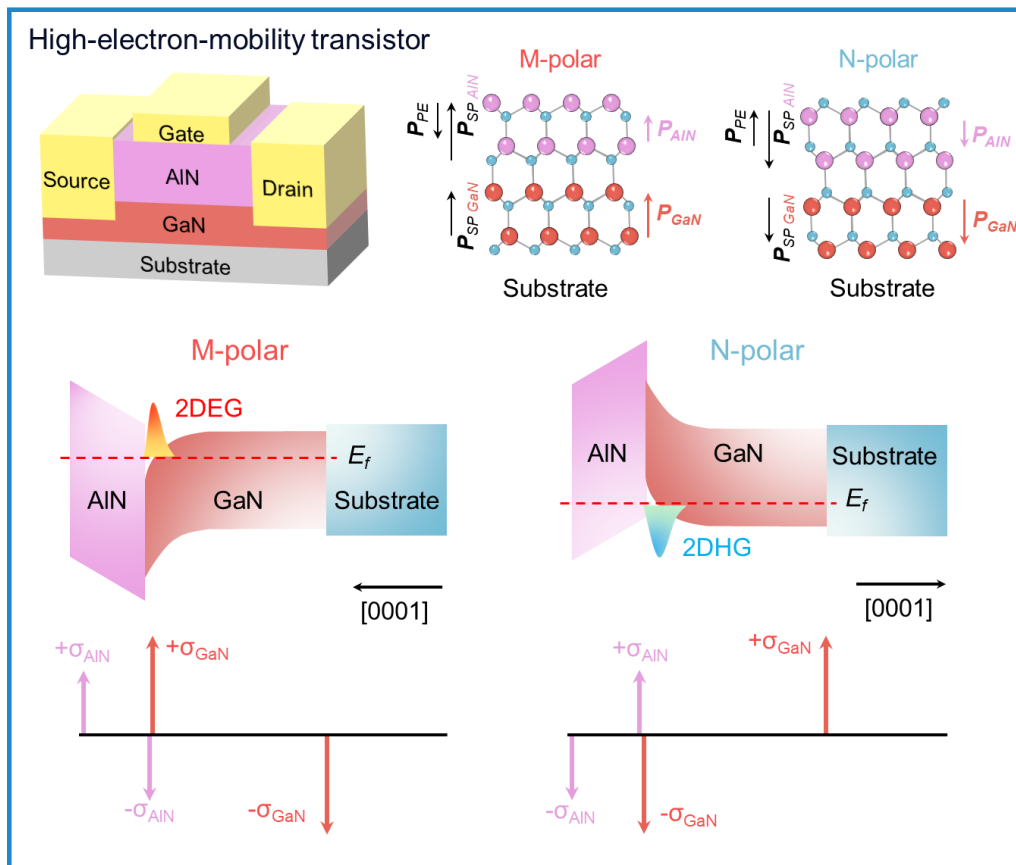 High-electron-mobility transistor
Gate
Source
AlN
Drain
GaN
Substrate
M-polar
P_PE
P_SP AlN
P_AlN
P_SP GaN
P_GaN
Substrate
N-polar
P_PE
P_SP AlN
P_AlN
P_SP GaN
P_GaN
Substrate
M-polar
2DEG
E_f
AlN
GaN
Substrate
[0001]
N-polar
AlN
GaN
Substrate
E_f
2DHG
[0001]
+σ_AlN
+σ_GaN
-σ_AlN
-σ_GaN
+σ_AlN
+σ_GaN
-σ_AlN
-σ_GaN